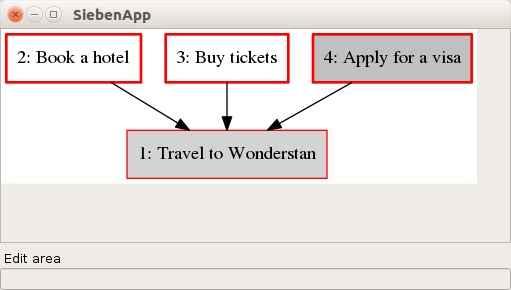 SiebenApp
2: Book a hotel
3: Buy tickets
4: Apply for a visa
1: Travel to Wonderstan
Edit area